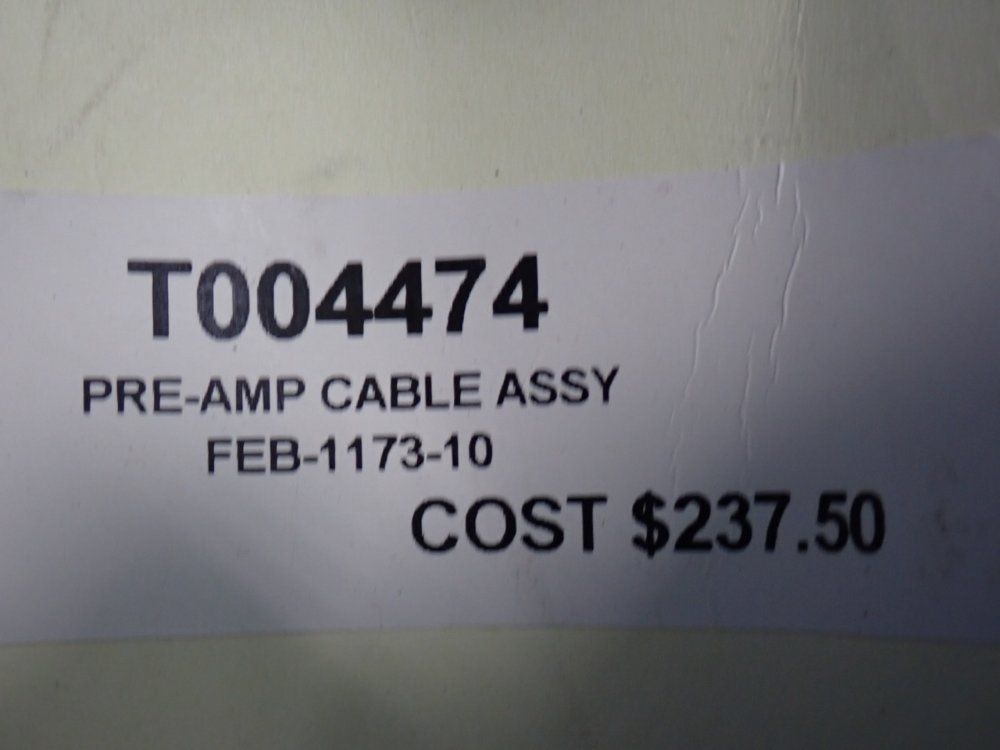 T004474
PRE-AMP CABLE ASSY
FEB-1173-10
COST $237.50